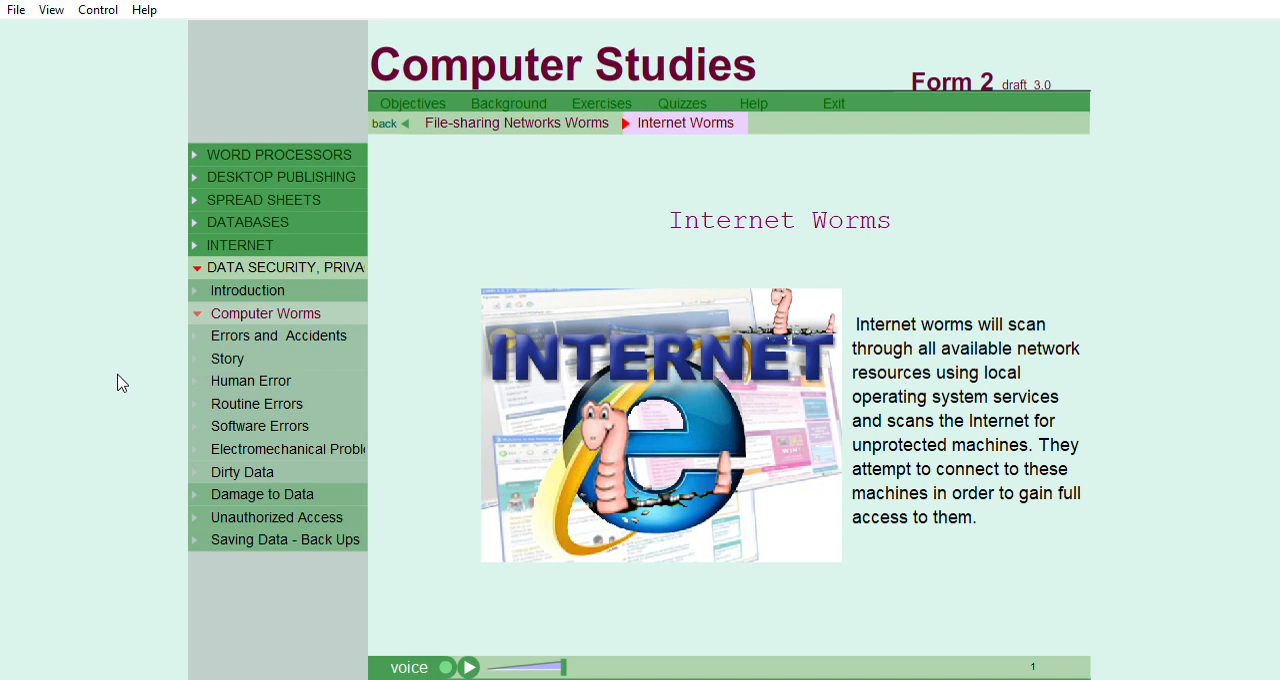 File View Control Help
Computer Studies
Form 2 draft 3.0
Objectives Background Exercises Quizzes Help Exit
back File-sharing Networks Worms Internet Worms
WORD PROCESSORS
DESKTOP PUBLISHING
SPREAD SHEETS
DATABASES
INTERNET
DATA SECURITY, PRIVA
Introduction
Computer Worms
Errors and Accidents
Story
Human Error
Routine Errors
Software Errors
Electromechanical Probl
Dirty Data
Damage to Data
Unauthorized Access
Saving Data - Back Ups
Internet Worms
INTERNET
e
Internet worms will scan
through all available network
resources using local
operating system services
and scans the Internet for
unprotected machines. They
attempt to connect to these
machines in order to gain full
access to them.
voice
1